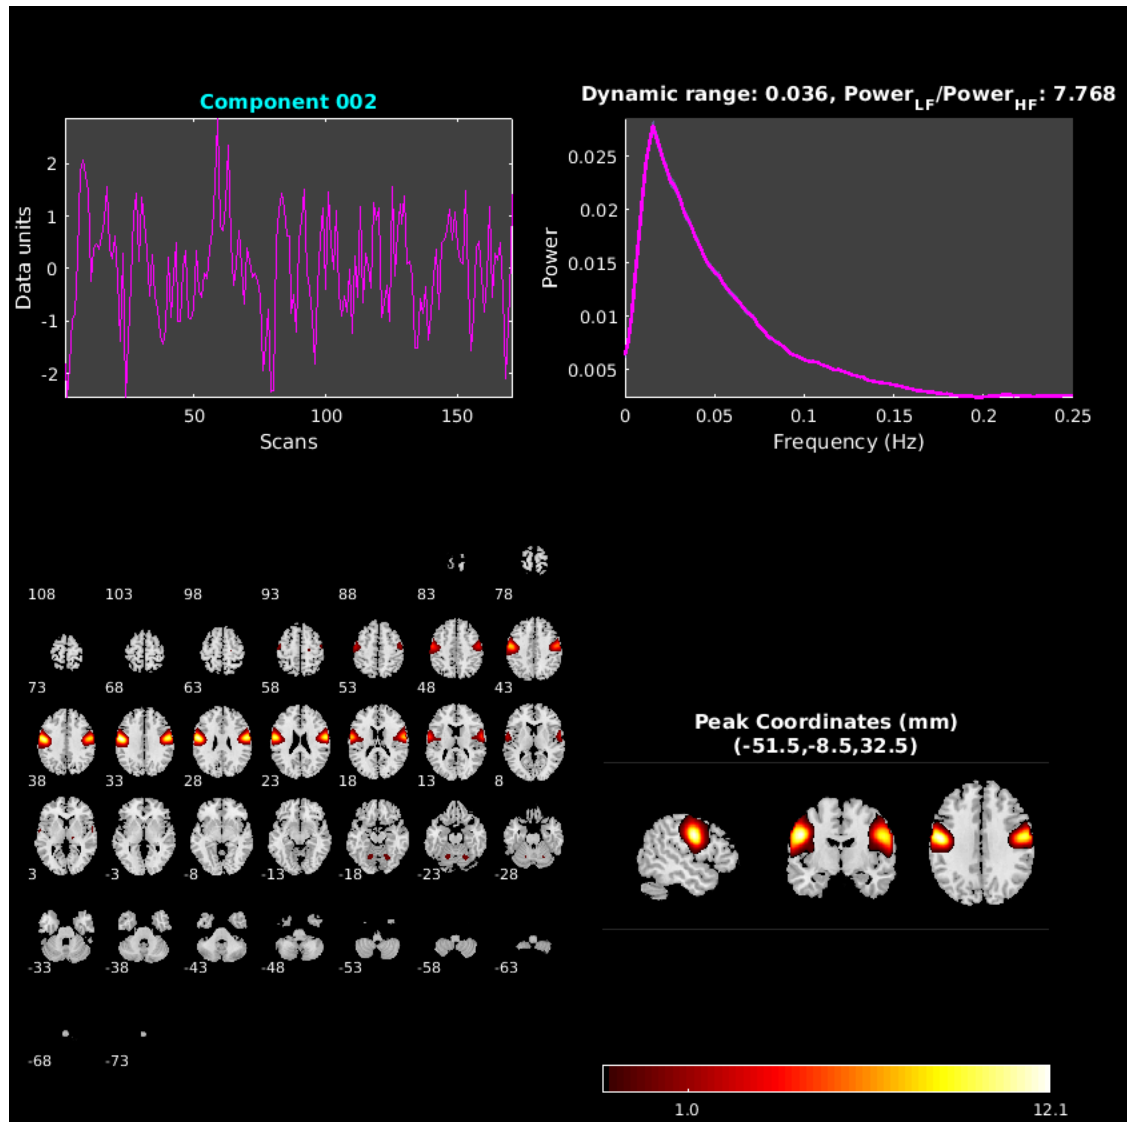 Component 002
Data units
2
1
0
-1
-2
50 100 150
Scans
Dynamic range: 0.036, Power_LF/Power_HF: 7.768
Power
0.025
0.02
0.015
0.01
0.005
0 0.05 0.1 0.15 0.2 0.25
Frequency (Hz)
108 103 98 93 88 83 78
73 68 63 58 53 48 43
38 33 28 23 18 13 8
3 -3 -8 -13 -18 -23 -28
-33 -38 -43 -48 -53 -58 -63
-68 -73
Peak Coordinates (mm)
(-51.5,-8.5,32.5)
1.0 12.1